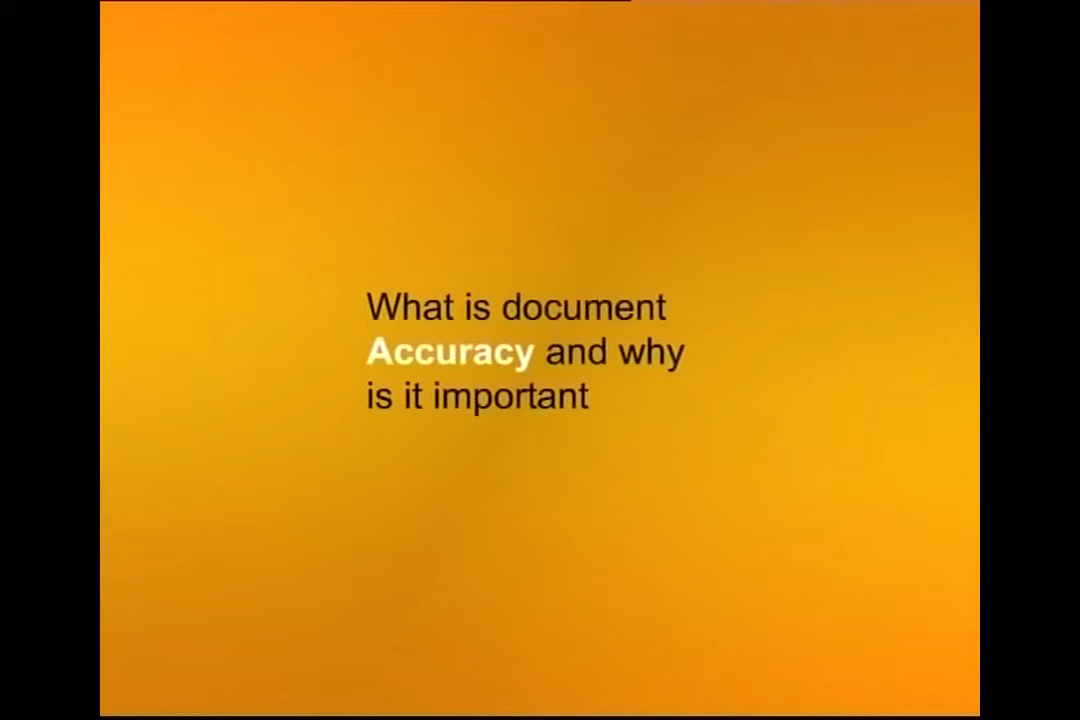 What is document
Accuracy and why
is it important